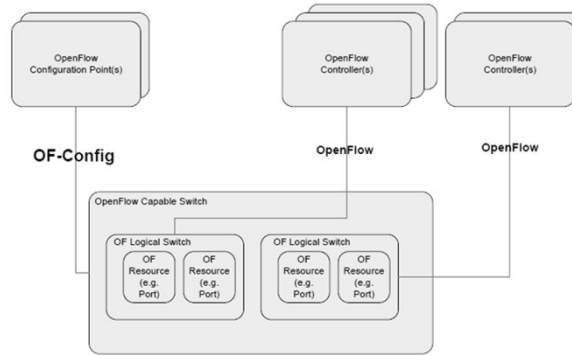 OpenFlow
Configuration Point(s)
OpenFlow
Controller(s)
OpenFlow
Controller(s)
OF-Config
OpenFlow
OpenFlow
OpenFlow Capable Switch
OF Logical Switch
OF
Resource
(e.g.
Port)
OF
Resource
(e.g.
Port)
OF Logical Switch
OF
Resource
(e.g.
Port)
OF
Resource
(e.g.
Port)